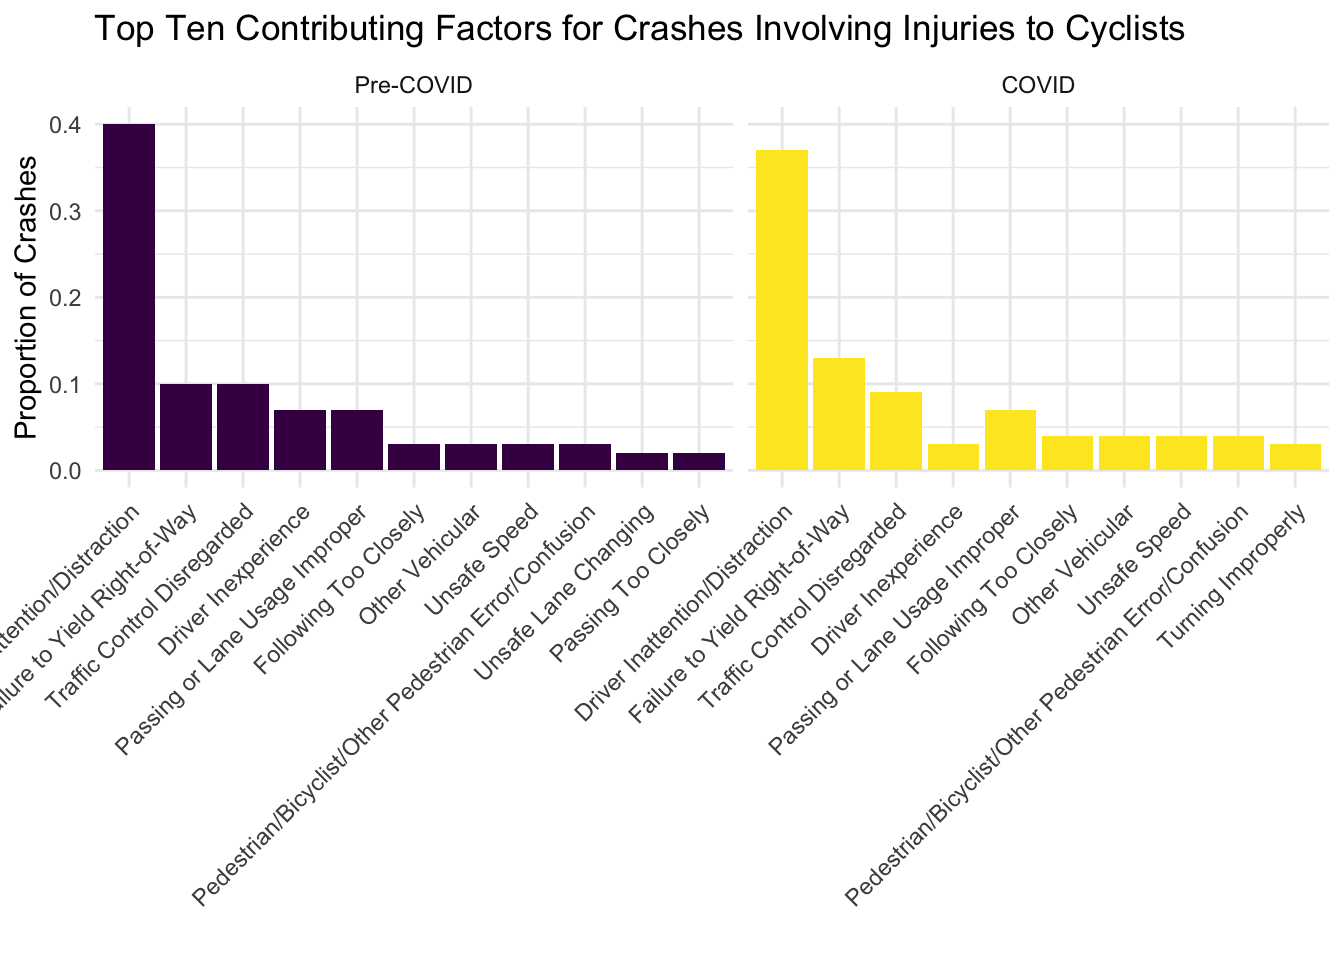 Top Ten Contributing Factors for Crashes Involving Injuries to Cyclists
Pre-COVID
COVID
Proportion of Crashes
0.4
0.3
0.2
0.1
0.0
/Distraction
to Yield Right-of-Way
Traffic Control Disregarded
Driver Inexperience
Passing or Lane Usage Improper
Following Too Closely
Other Vehicular
Unsafe Speed
Pedestrian/Bicyclist/Other Pedestrian Error/Confusion
Unsafe Lane Changing
Passing Too Closely
Driver Inattention/Distraction
Failure to Yield Right-of-Way
Traffic Control Disregarded
Driver Inexperience
Passing or Lane Usage Improper
Following Too Closely
Other Vehicular
Unsafe Speed
Pedestrian/Bicyclist/Other Pedestrian Error/Confusion
Turning Improperly